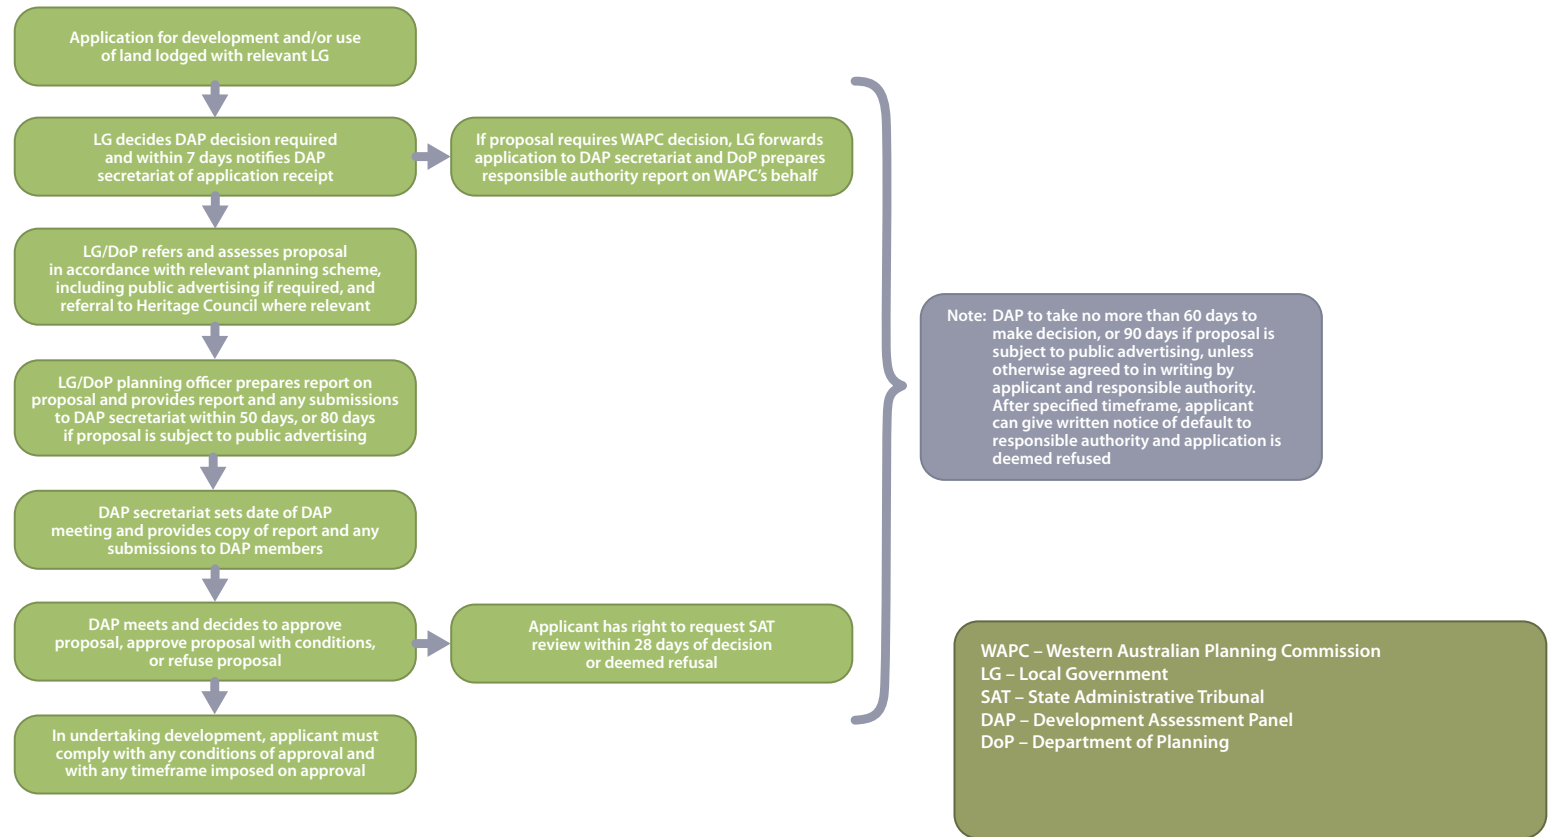 Application for development and/or use
of land lodged with relevant LG
LG decides DAP decision required
and within 7 days notifies DAP
secretariat of application receipt
If proposal requires WAPC decision, LG forwards
application to DAP secretariat and DoP prepares
responsible authority report on WAPC’s behalf
LG/DoP refers and assesses proposal
in accordance with relevant planning scheme,
including public advertising if required, and
referral to Heritage Council where relevant
LG/DoP planning officer prepares report on
proposal and provides report and any submissions
to DAP secretariat within 50 days, or 80 days
if proposal is subject to public advertising
DAP secretariat sets date of DAP
meeting and provides copy of report and any
submissions to DAP members
DAP meets and decides to approve
proposal, approve proposal with conditions,
or refuse proposal
Applicant has right to request SAT
review within 28 days of decision
or deemed refusal
In undertaking development, applicant must
comply with any conditions of approval and
with any timeframe imposed on approval
Note: DAP to take no more than 60 days to
make decision, or 90 days if proposal is
subject to public advertising, unless
otherwise agreed to in writing by
applicant and responsible authority.
After specified timeframe, applicant
can give written notice of default to
responsible authority and application is
deemed refused
WAPC – Western Australian Planning Commission
LG – Local Government
SAT – State Administrative Tribunal
DAP – Development Assessment Panel
DoP – Department of Planning